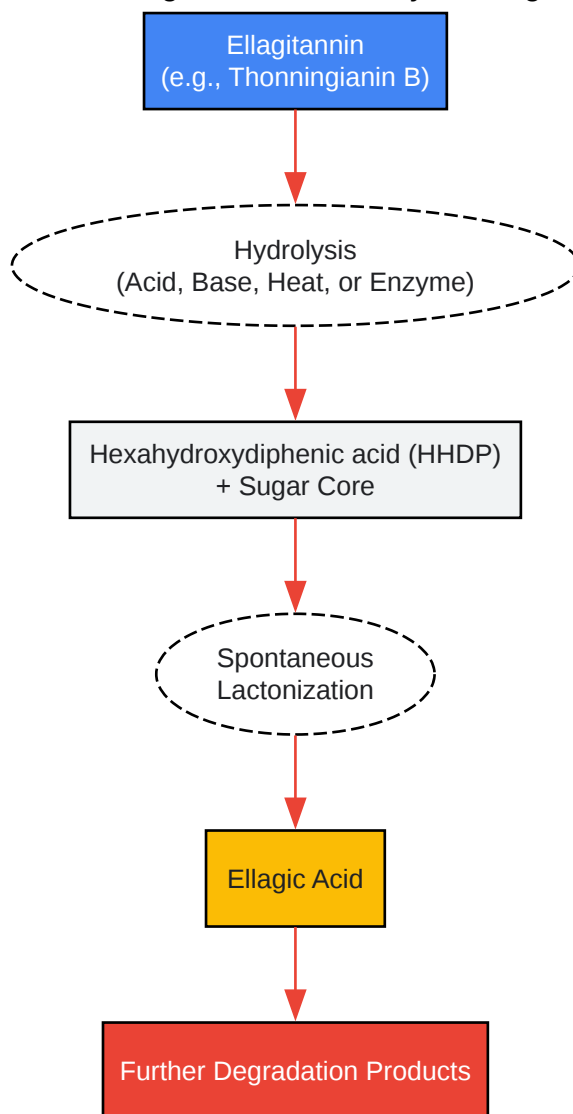 Ellagitannin
(e.g., Thonningianin B)
Hydrolysis
(Acid, Base, Heat, or Enzyme)
Hexahydroxydiphenic acid (HHDP)
+ Sugar Core
Spontaneous
Lactonization
Ellagic Acid
Further Degradation Products